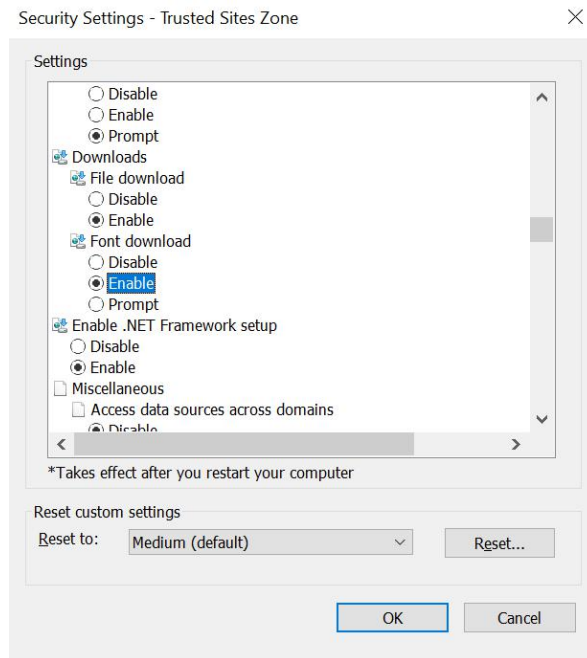 Security Settings - Trusted Sites Zone
Settings
Disable
Enable
Prompt
Downloads
File download
Disable
Enable
Font download
Disable
Enable
Prompt
Enable .NET Framework setup
Disable
Enable
Miscellaneous
Access data sources across domains
Disable
*Takes effect after you restart your computer
Reset custom settings
Reset to: Medium (default) Reset...
OK Cancel